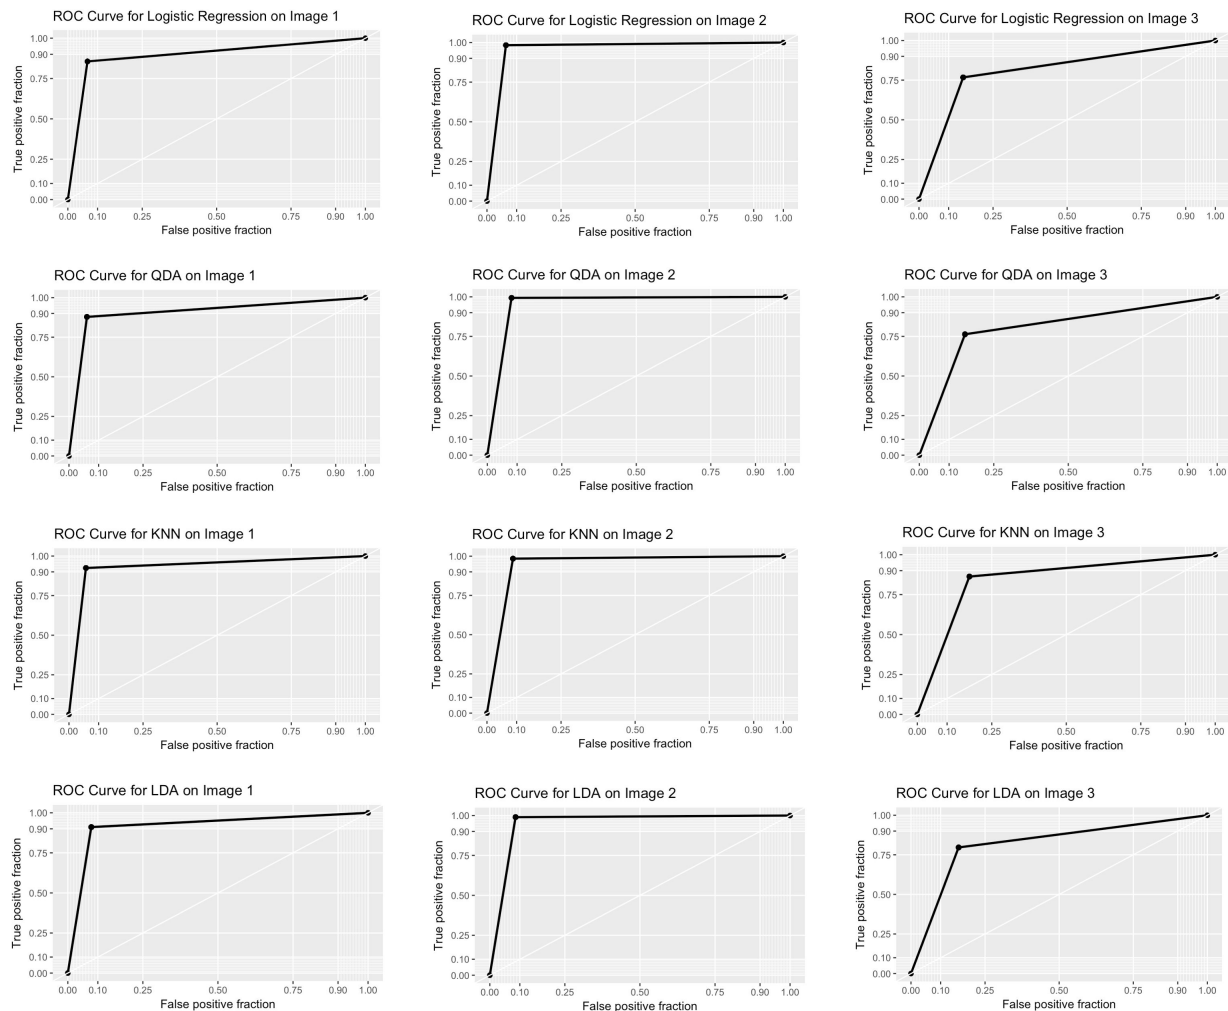 ROC Curve for Logistic Regression on Image 1
True positive fraction
1.00
0.90
0.75
0.50
0.25
0.10
0.00
0.00 0.10 0.25 0.50 0.75 0.90 1.00
False positive fraction
ROC Curve for Logistic Regression on Image 2
True positive fraction
1.00
0.90
0.75
0.50
0.25
0.10
0.00
0.00 0.10 0.25 0.50 0.75 0.90 1.00
False positive fraction
ROC Curve for Logistic Regression on Image 3
True positive fraction
1.00
0.90
0.75
0.50
0.25
0.10
0.00
0.00 0.10 0.25 0.50 0.75 0.90 1.00
False positive fraction
ROC Curve for QDA on Image 1
True positive fraction
1.00
0.90
0.75
0.50
0.25
0.10
0.00
0.00 0.10 0.25 0.50 0.75 0.90 1.00
False positive fraction
ROC Curve for QDA on Image 2
True positive fraction
1.00
0.90
0.75
0.50
0.25
0.10
0.00
0.00 0.10 0.25 0.50 0.75 0.90 1.00
False positive fraction
ROC Curve for QDA on Image 3
True positive fraction
1.00
0.90
0.75
0.50
0.25
0.10
0.00
0.00 0.10 0.25 0.50 0.75 0.90 1.00
False positive fraction
ROC Curve for KNN on Image 1
True positive fraction
1.00
0.90
0.75
0.50
0.25
0.10
0.00
0.00 0.10 0.25 0.50 0.75 0.90 1.00
False positive fraction
ROC Curve for KNN on Image 2
True positive fraction
1.00
0.90
0.75
0.50
0.25
0.10
0.00
0.00 0.10 0.25 0.50 0.75 0.90 1.00
False positive fraction
ROC Curve for KNN on Image 3
True positive fraction
1.00
0.90
0.75
0.50
0.25
0.10
0.00
0.00 0.10 0.25 0.50 0.75 0.90 1.00
False positive fraction
ROC Curve for LDA on Image 1
True positive fraction
1.00
0.90
0.75
0.50
0.25
0.10
0.00
0.00 0.10 0.25 0.50 0.75 0.90 1.00
False positive fraction
ROC Curve for LDA on Image 2
True positive fraction
1.00
0.90
0.75
0.50
0.25
0.10
0.00
0.00 0.10 0.25 0.50 0.75 0.90 1.00
False positive fraction
ROC Curve for LDA on Image 3
True positive fraction
1.00
0.90
0.75
0.50
0.25
0.10
0.00
0.00 0.10 0.25 0.50 0.75 0.90 1.00
False positive fraction